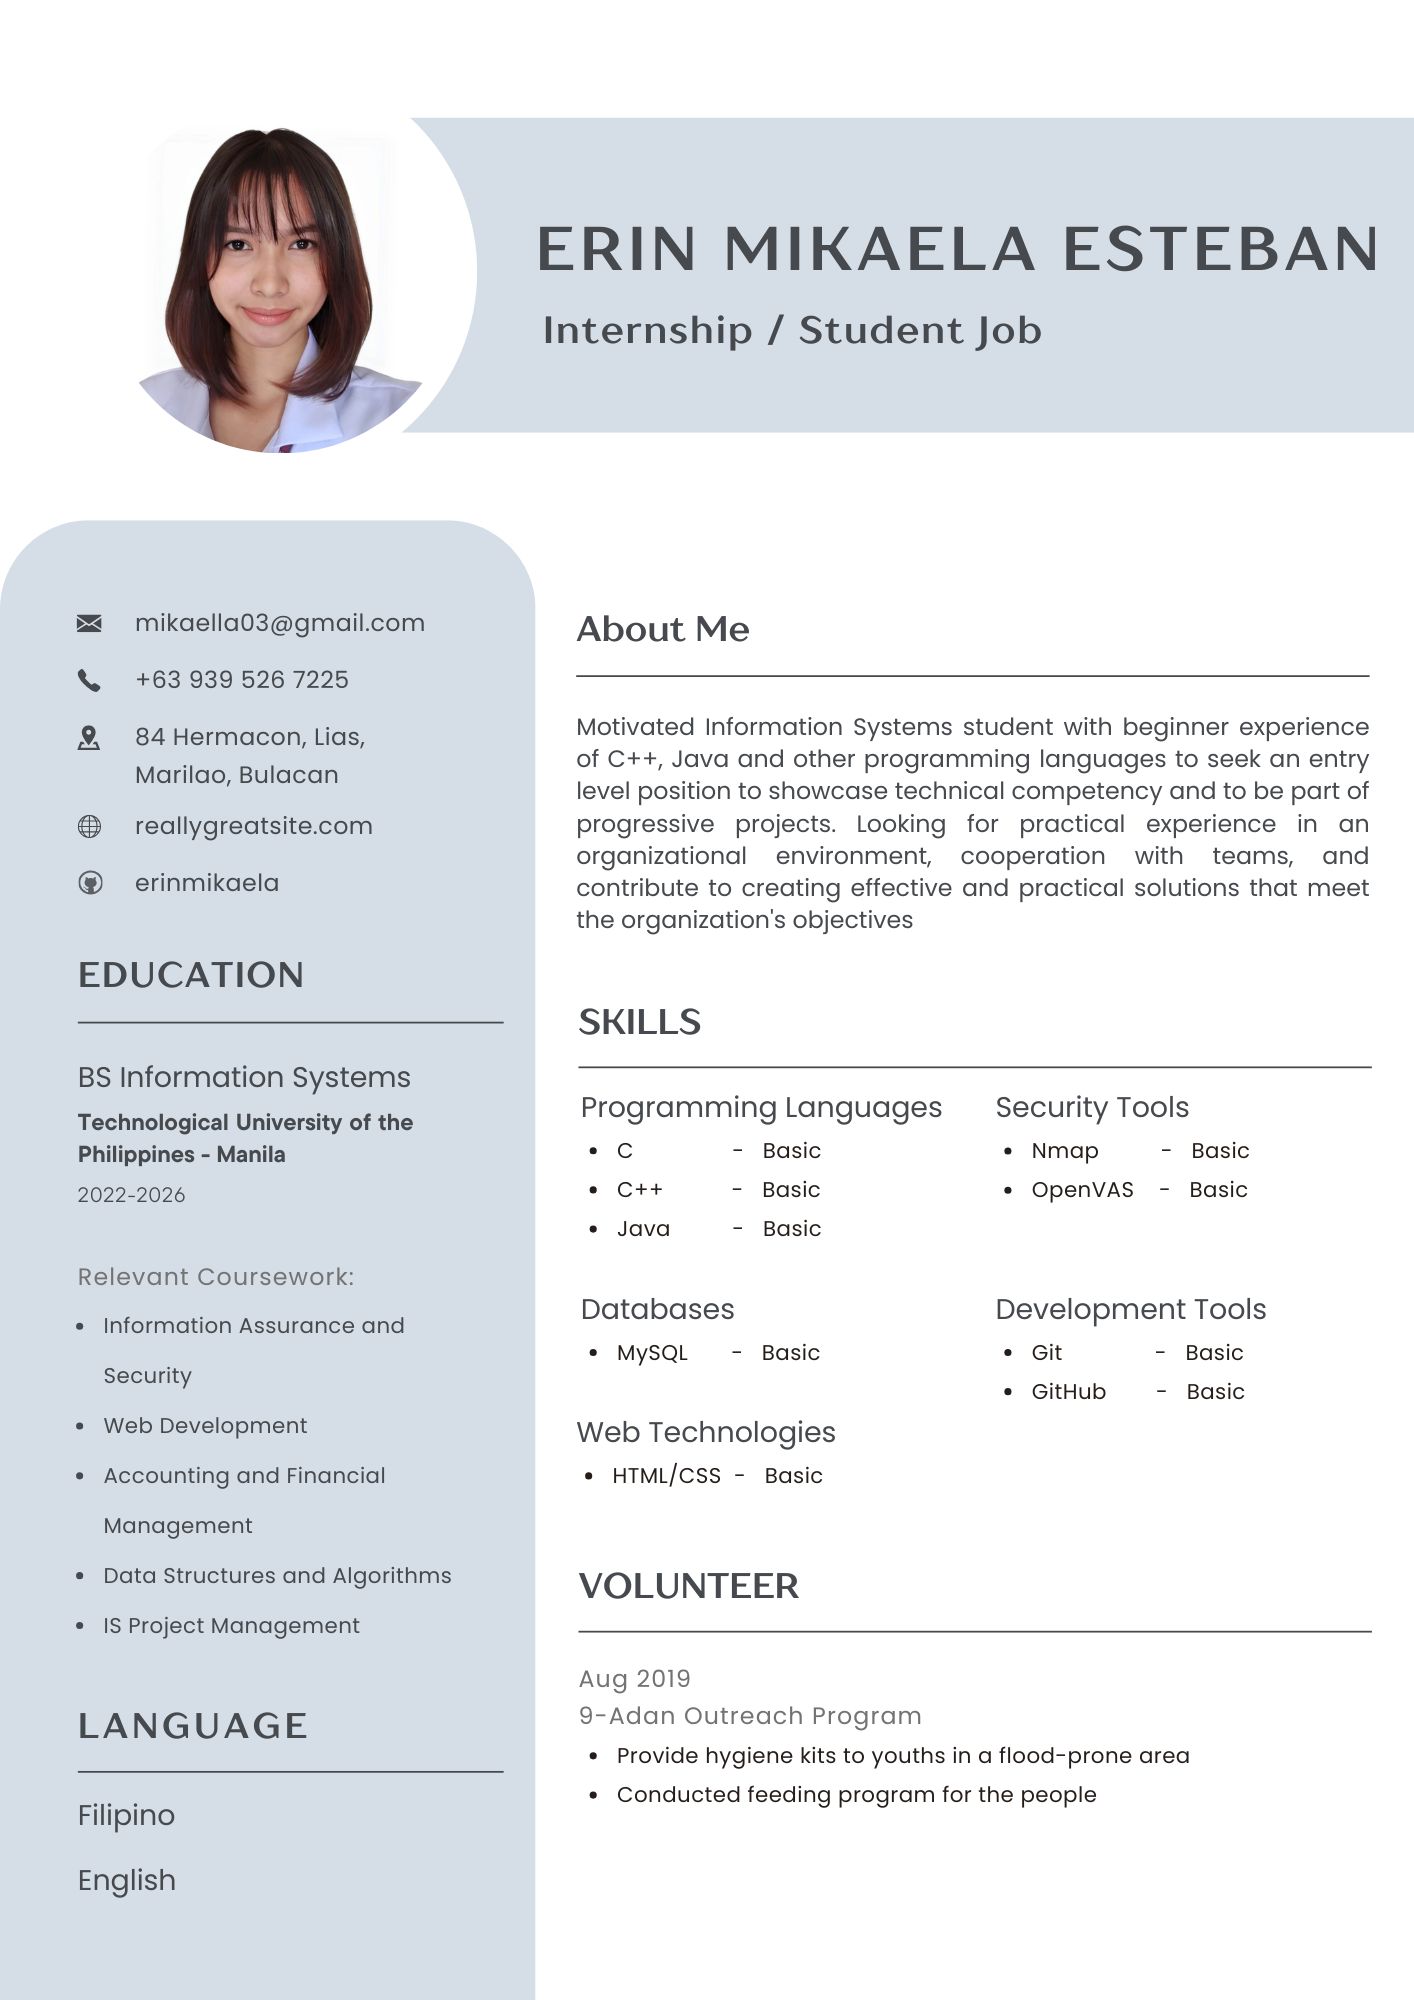 ERIN MIKAELA ESTEBAN
Internship / Student Job
mikaella03@gmail.com
+63 939 526 7225
84 Hermacon, Lias,
Marilao, Bulacan
reallygreatsite.com
erinmikaela
EDUCATION
BS Information Systems
Technological University of the
Philippines - Manila
2022-2026
Relevant Coursework:
• Information Assurance and
Security
• Web Development
• Accounting and Financial
Management
• Data Structures and Algorithms
• IS Project Management
LANGUAGE
Filipino
English
About Me
Motivated Information Systems student with beginner experience
of C++, Java and other programming languages to seek an entry
level position to showcase technical competency and to be part of
progressive projects. Looking for practical experience in an
organizational environment, cooperation with teams, and
contribute to creating effective and practical solutions that meet
the organization's objectives
SKILLS
Programming Languages
• C - Basic
• C++ - Basic
• Java - Basic
Security Tools
• Nmap - Basic
• OpenVAS - Basic
Databases
• MySQL - Basic
Development Tools
• Git - Basic
• GitHub - Basic
Web Technologies
• HTML/CSS - Basic
VOLUNTEER
Aug 2019
9-Adan Outreach Program
• Provide hygiene kits to youths in a flood-prone area
• Conducted feeding program for the people